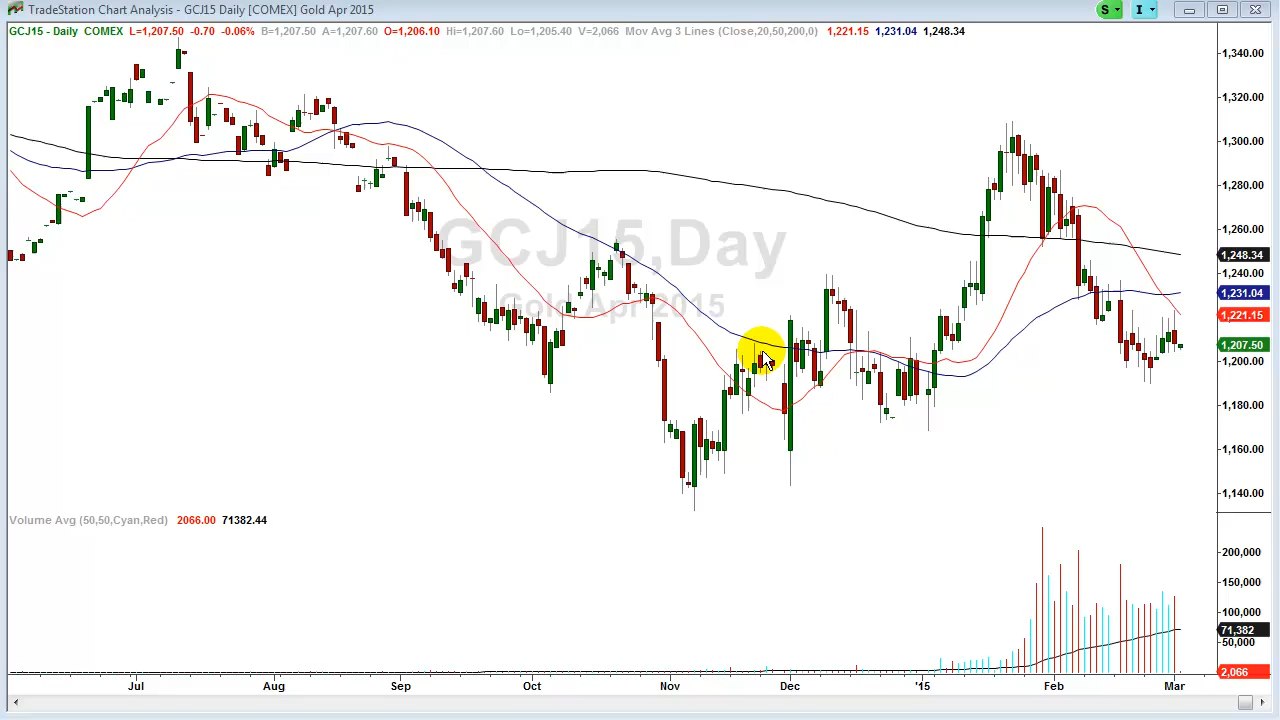 TradeStation Chart Analysis - GCJ15 Daily [COMEX] Gold Apr 2015
S I
GCJ15 - Daily COMEX L=1,207.50 -0.70 -0.06% B=1,207.50 A=1,207.60 O=1,206.10 Hi=1,207.60 Lo=1,205.40 V=2,066 Mov Avg 3 Lines (Close,20,50,200,0) 1,221.15 1,231.04 1,248.34
1,340.00
1,320.00
1,300.00
1,280.00
1,260.00
1,248.34
1,240.00
1,231.04
1,221.15
1,207.50
1,200.00
1,180.00
1,160.00
1,140.00
GCJ15,Day
Gold Apr 2015
Volume Avg (50,50,Cyan,Red) 2066.00 71382.44
200,000
150,000
100,000
71,382
50,000
2,066
Jul Aug Sep Oct Nov Dec '15 Feb Mar